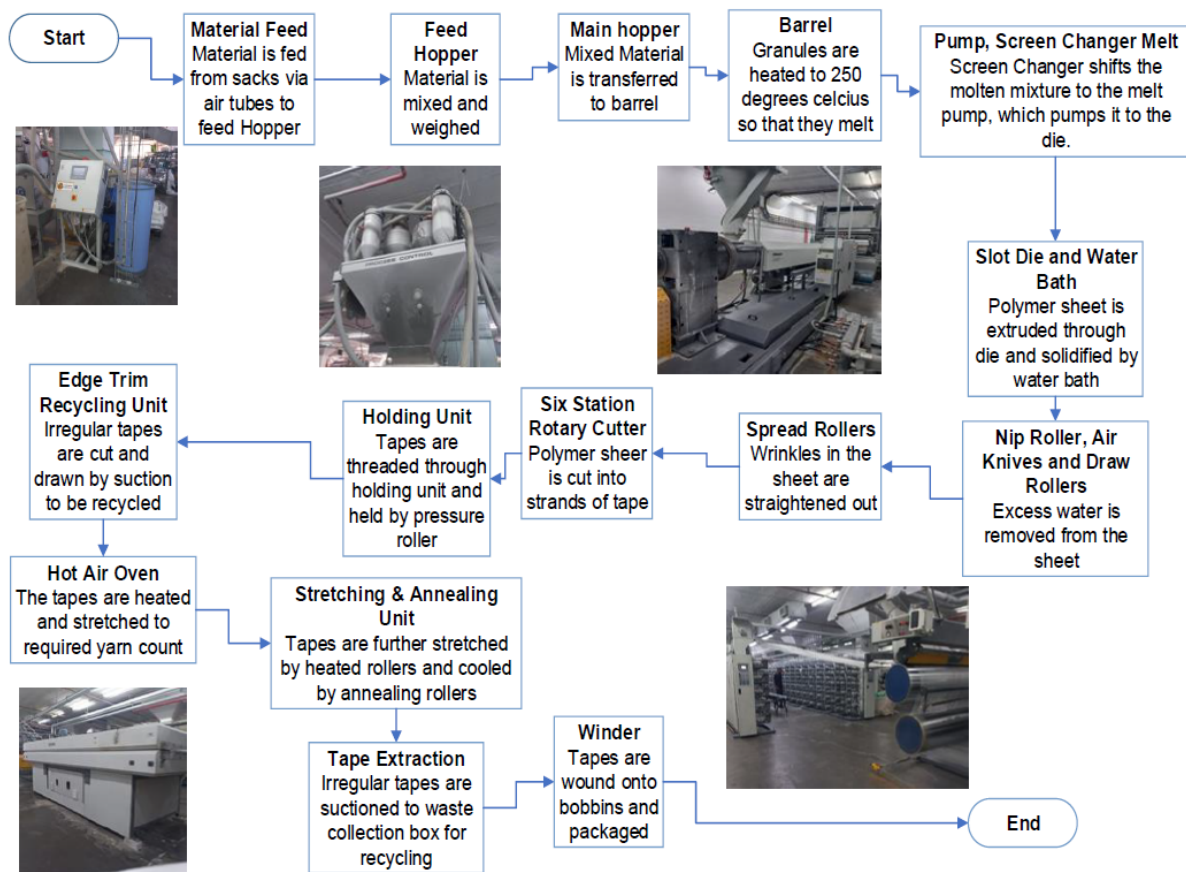 Start
Material Feed
Material is fed
from sacks via
air tubes to
feed Hopper
Feed
Hopper
Material is
mixed and
weighed
Main hopper
Mixed Material
is transferred
to barrel
Barrel
Granules are
heated to 250
degrees celcius
so that they melt
Pump, Screen Changer Melt
Screen Changer shifts the
molten mixture to the melt
pump, which pumps it to the
die.
PROCESS CONTROL
Slot Die and Water
Bath
Polymer sheet is
extruded through
die and solidified by
water bath
Nip Roller, Air
Knives and Draw
Rollers
Excess water is
removed from the
sheet
Spread Rollers
Wrinkles in the
sheet are
straightened out
Six Station
Rotary Cutter
Polymer sheer
is cut into
strands of tape
Holding Unit
Tapes are
threaded through
holding unit and
held by pressure
roller
Edge Trim
Recycling Unit
Irregular tapes
are cut and
drawn by suction
to be recycled
Hot Air Oven
The tapes are heated
and stretched to
required yarn count
Stretching & Annealing
Unit
Tapes are further stretched
by heated rollers and cooled
by annealing rollers
Tape Extraction
Irregular tapes are
suctioned to waste
collection box for
recycling
Winder
Tapes are
wound onto
bobbins and
packaged
End